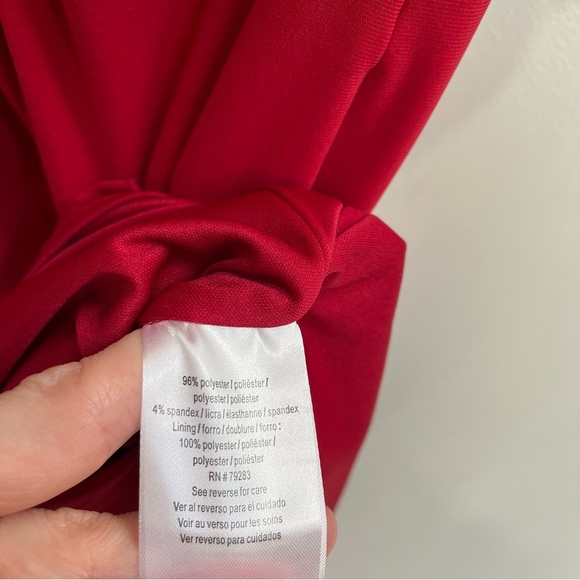 96% polyester / poliéster /
polyester / poliéster
4% spandex / licra / élasthanne / spandex
Lining / forro / doublure / forro :
100% polyester / poliéster /
polyester / poliéster
RN # 79283
See reverse for care
Ver al reverso para el cuidado
Voir au verso pour les soins
Ver reverso para cuidados